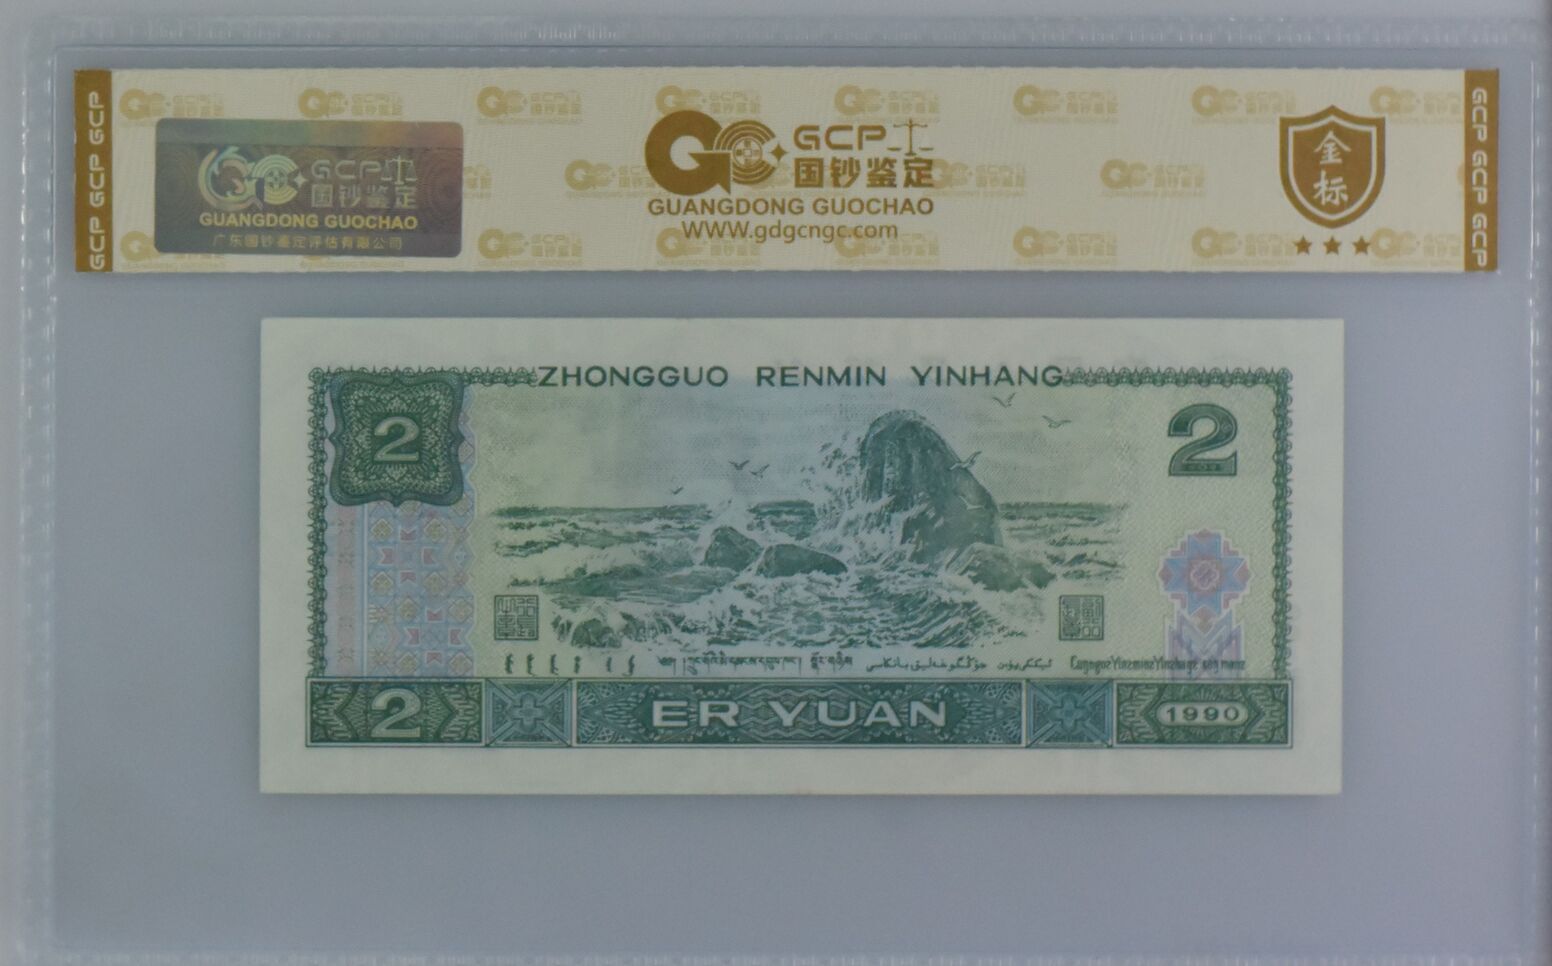 GCP GCP GCP
GCP
国钞鉴定
GUANGDONG GUOCHAO
广东国钞鉴定评估有限公司
GCP
国钞鉴定
GUANGDONG GUOCHAO
WWW.gdgcngc.com
金标
GCP GCP GCP
ZHONGGUO RENMIN YINHANG
2
2
2
ER YUAN
1990